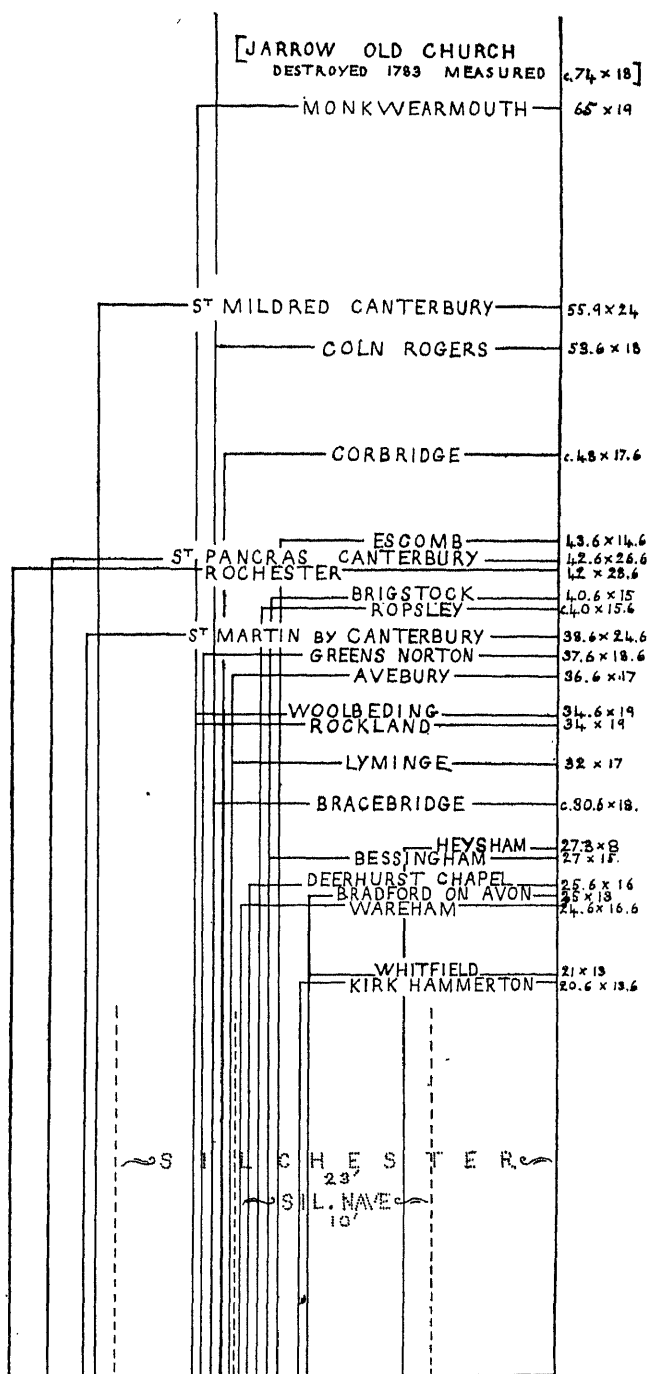 [JARROW OLD CHURCH
DESTROYED 1783 MEASURED c.74 × 18]
MONKWEARMOUTH 65 × 19
Sᵀ MILDRED CANTERBURY 55.9 × 24
COLN ROGERS 53.6 × 18
CORBRIDGE c.48 × 17.6
ESCOMB 43.6 × 14.6
Sᵀ PANCRAS CANTERBURY 42.6 × 26.6
ROCHESTER 42 × 28.6
BRIGSTOCK 40.6 × 15
ROPSLEY c.40 × 15.6
Sᵀ MARTIN BY CANTERBURY 38.6 × 24.6
GREENS NORTON 37.6 × 18.6
AVEBURY 36.6 × 17
WOOLBEDING 34.6 × 19
ROCKLAND 34 × 19
LYMINGE 32 × 17
BRACEBRIDGE c.30.6 × 18.
HEYSHAM 27.3 × 8
BESSINGHAM 27 × 15.
DEERHURST CHAPEL 25.6 × 16
BRADFORD ON AVON 25 × 13
WAREHAM 24.6 × 16.6
WHITFIELD 21 × 13
KIRK HAMMERTON 20.6 × 13.6
SILCHESTER
23'
SIL. NAVE
10'